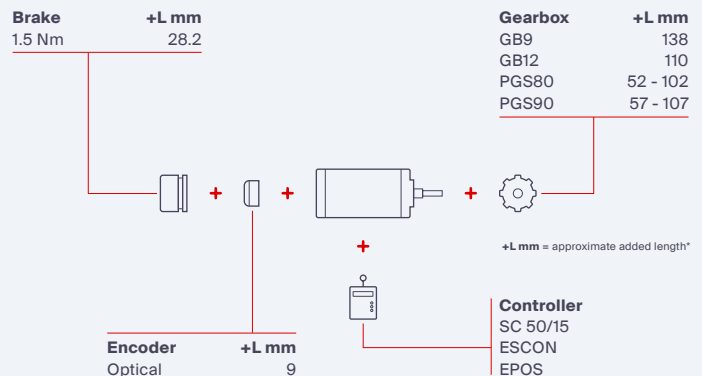 Brake +L mm
1.5 Nm 28.2
Gearbox +L mm
GB9 138
GB12 110
PGS80 52 - 102
PGS90 57 - 107
+L mm = approximate added length*
Encoder +L mm
Optical 9
Controller
SC 50/15
ESCON
EPOS